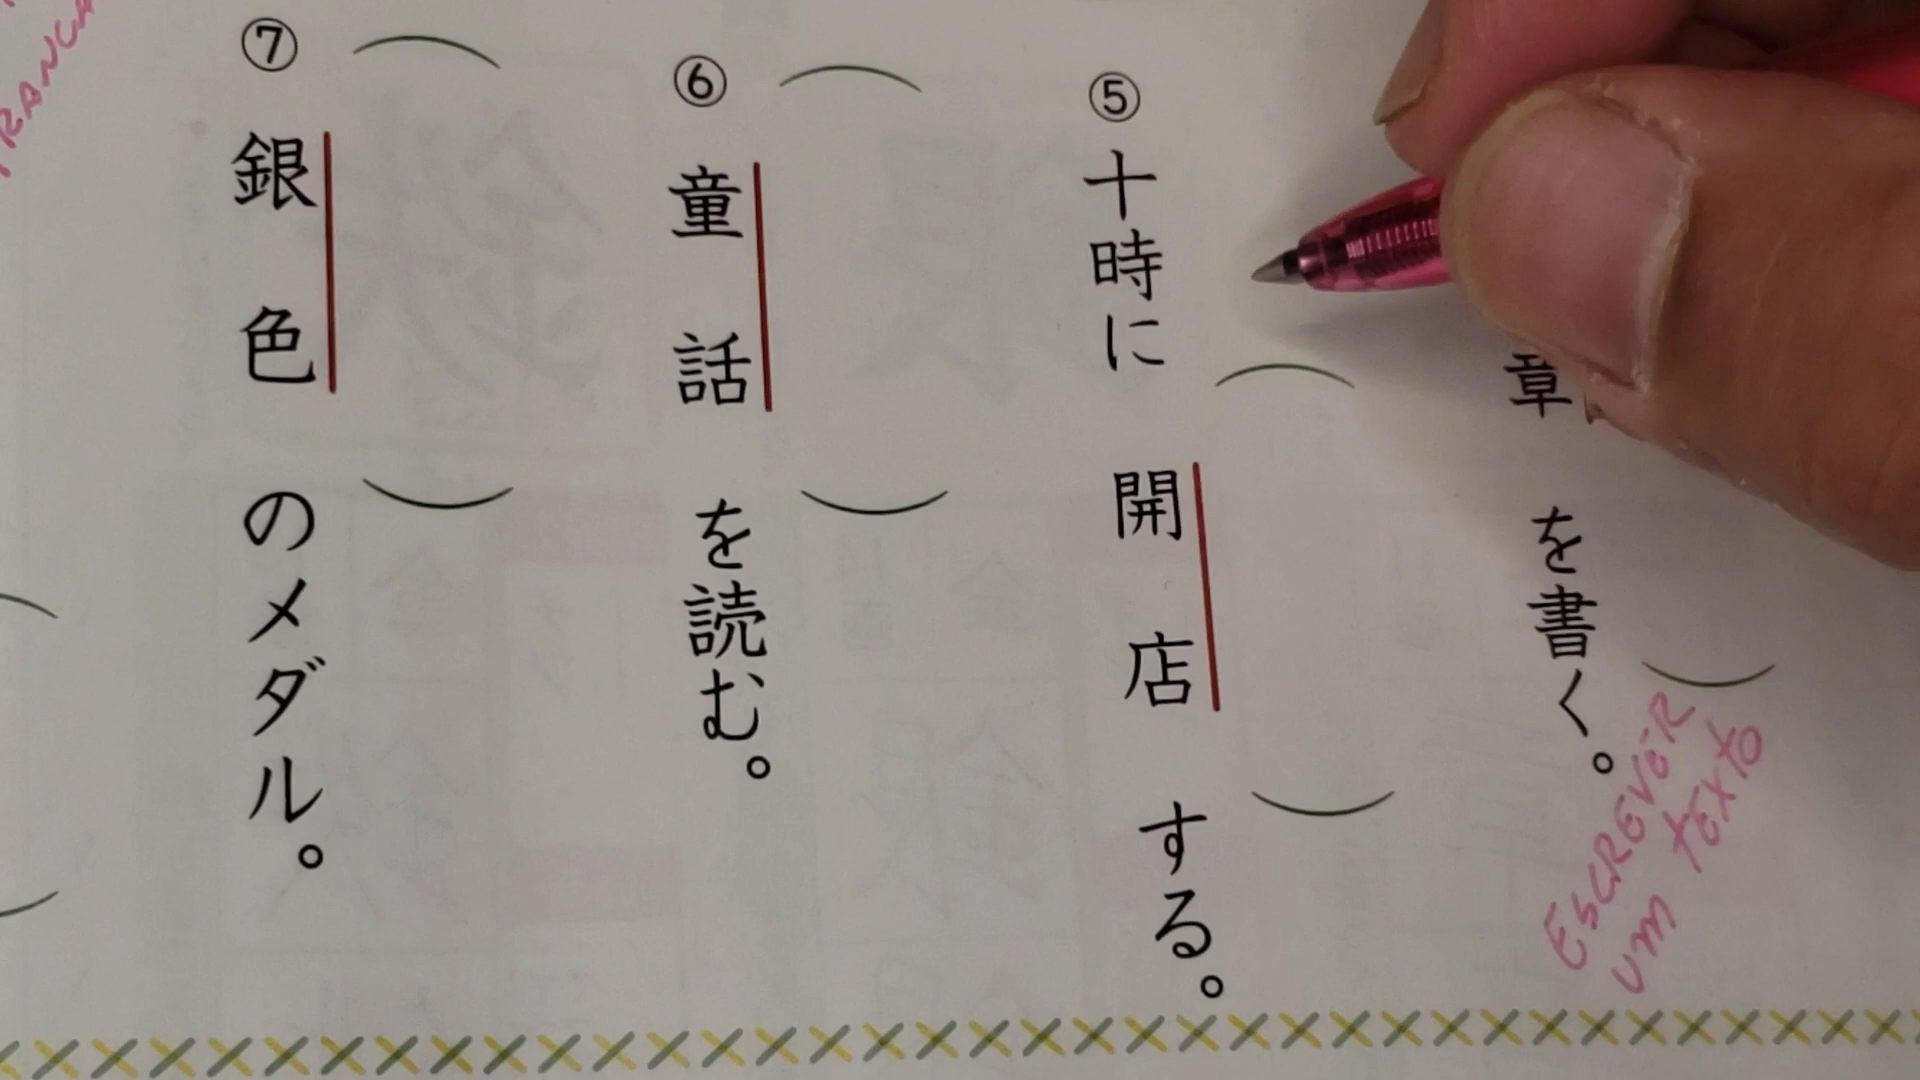 章を書く。
ESCREVER
UM TEXTO
⑤ 十時に開店する。
⑥ 童話を読む。
⑦ 銀色のメダル。